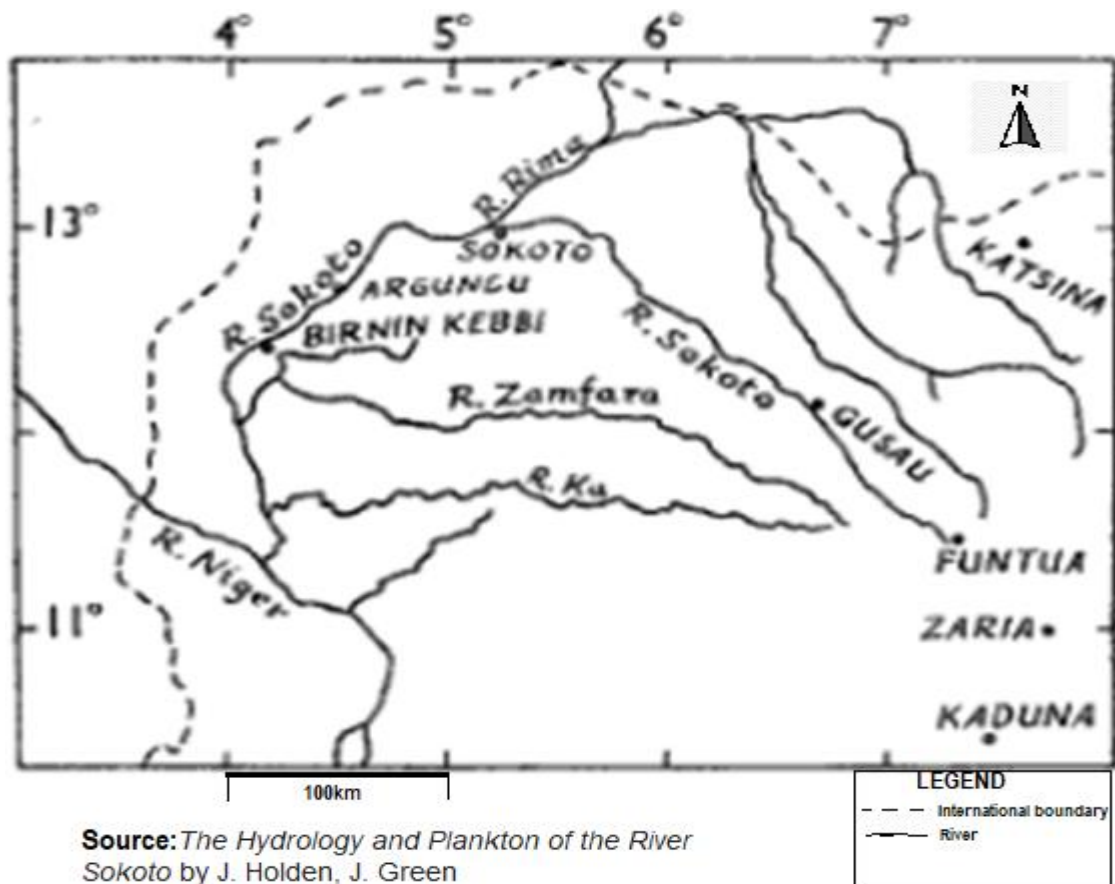 4° 5° 6° 7°
N
13°
R. Rima
SOKOTO
KATSINA
R. Sokoto
ARGUNGU
BIRNIN KEBBI
R. Sokoto
R. Zamfara
GUSAU
R. Ka
R. Niger
FUNTUA
11°
ZARIA
KADUNA
100km
LEGEND
International boundary
River
Source: The Hydrology and Plankton of the River
Sokoto by J. Holden, J. Green